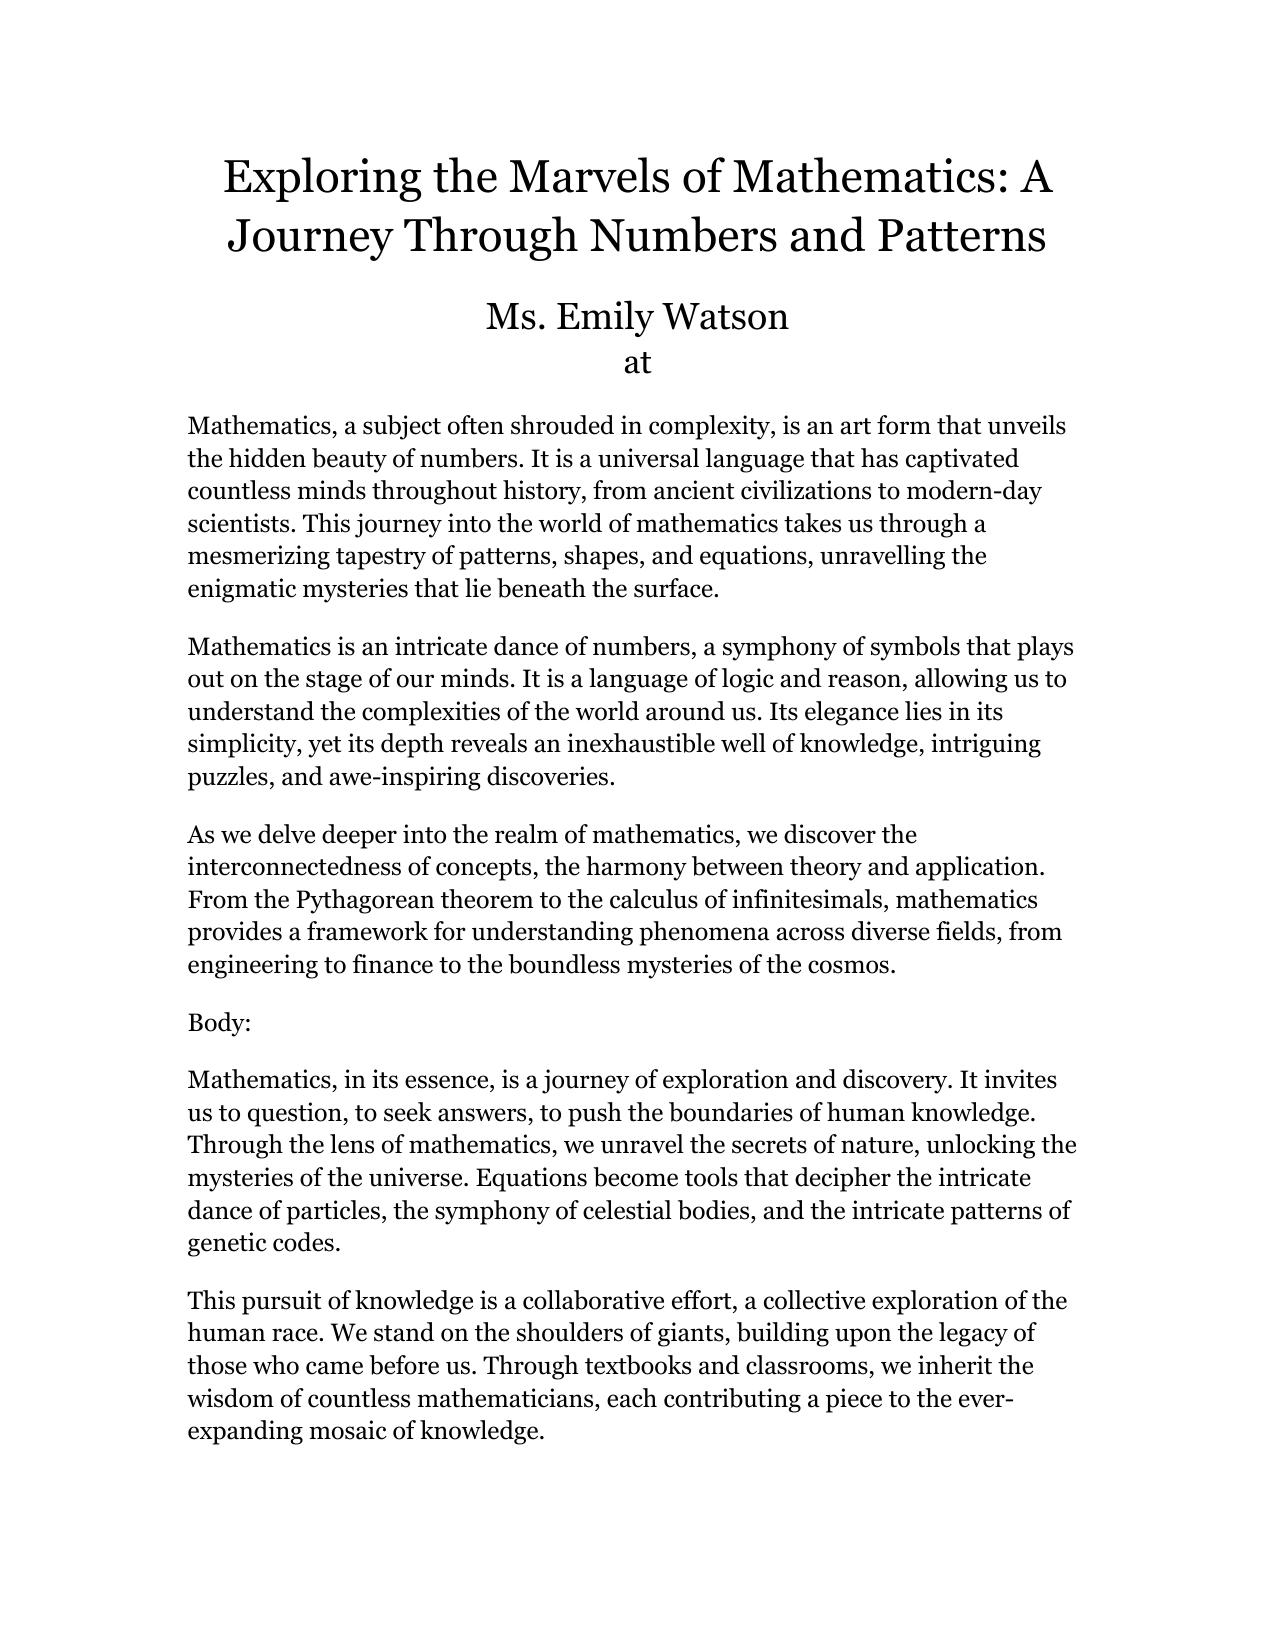 Exploring the Marvels of Mathematics: A
Journey Through Numbers and Patterns
Ms. Emily Watson
at
Mathematics, a subject often shrouded in complexity, is an art form that unveils
the hidden beauty of numbers. It is a universal language that has captivated
countless minds throughout history, from ancient civilizations to modern-day
scientists. This journey into the world of mathematics takes us through a
mesmerizing tapestry of patterns, shapes, and equations, unravelling the
enigmatic mysteries that lie beneath the surface.
Mathematics is an intricate dance of numbers, a symphony of symbols that plays
out on the stage of our minds. It is a language of logic and reason, allowing us to
understand the complexities of the world around us. Its elegance lies in its
simplicity, yet its depth reveals an inexhaustible well of knowledge, intriguing
puzzles, and awe-inspiring discoveries.
As we delve deeper into the realm of mathematics, we discover the
interconnectedness of concepts, the harmony between theory and application.
From the Pythagorean theorem to the calculus of infinitesimals, mathematics
provides a framework for understanding phenomena across diverse fields, from
engineering to finance to the boundless mysteries of the cosmos.
Body:
Mathematics, in its essence, is a journey of exploration and discovery. It invites
us to question, to seek answers, to push the boundaries of human knowledge.
Through the lens of mathematics, we unravel the secrets of nature, unlocking the
mysteries of the universe. Equations become tools that decipher the intricate
dance of particles, the symphony of celestial bodies, and the intricate patterns of
genetic codes.
This pursuit of knowledge is a collaborative effort, a collective exploration of the
human race. We stand on the shoulders of giants, building upon the legacy of
those who came before us. Through textbooks and classrooms, we inherit the
wisdom of countless mathematicians, each contributing a piece to the ever-
expanding mosaic of knowledge.